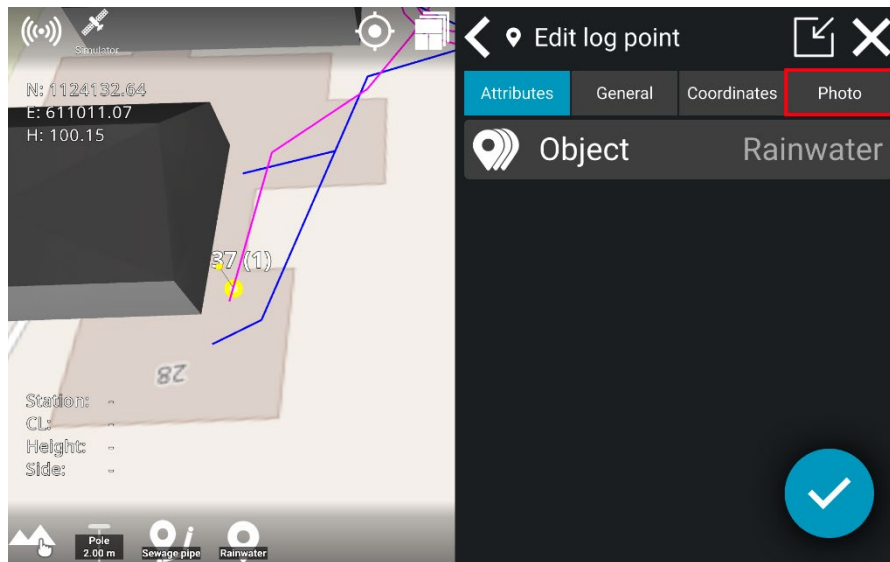 Simulator
N: 1124132.64
E: 611011.07
H: 100.15
37 (1)
28
Station: -
CL: -
Height: -
Side: -
Pole
2.00 m
Sewage pipe
Rainwater
Edit log point
Attributes
General
Coordinates
Photo
Object
Rainwater